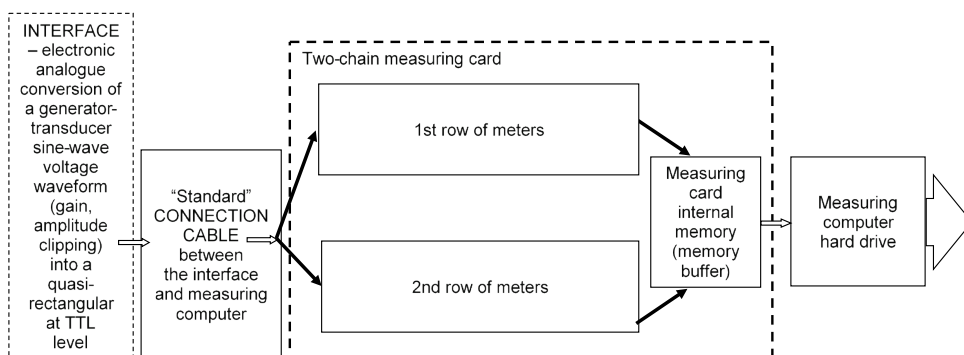 INTERFACE
– electronic
analogue
conversion of
a generator-
transducer
sine-wave
voltage
waveform
(gain,
amplitude
clipping)
into a
quasi-
rectangular
at TTL
level
“Standard”
CONNECTION
CABLE
between
the interface
and measuring
computer
Two-chain measuring card
1st row of meters
2nd row of meters
Measuring
card
internal
memory
(memory
buffer)
Measuring
computer
hard drive